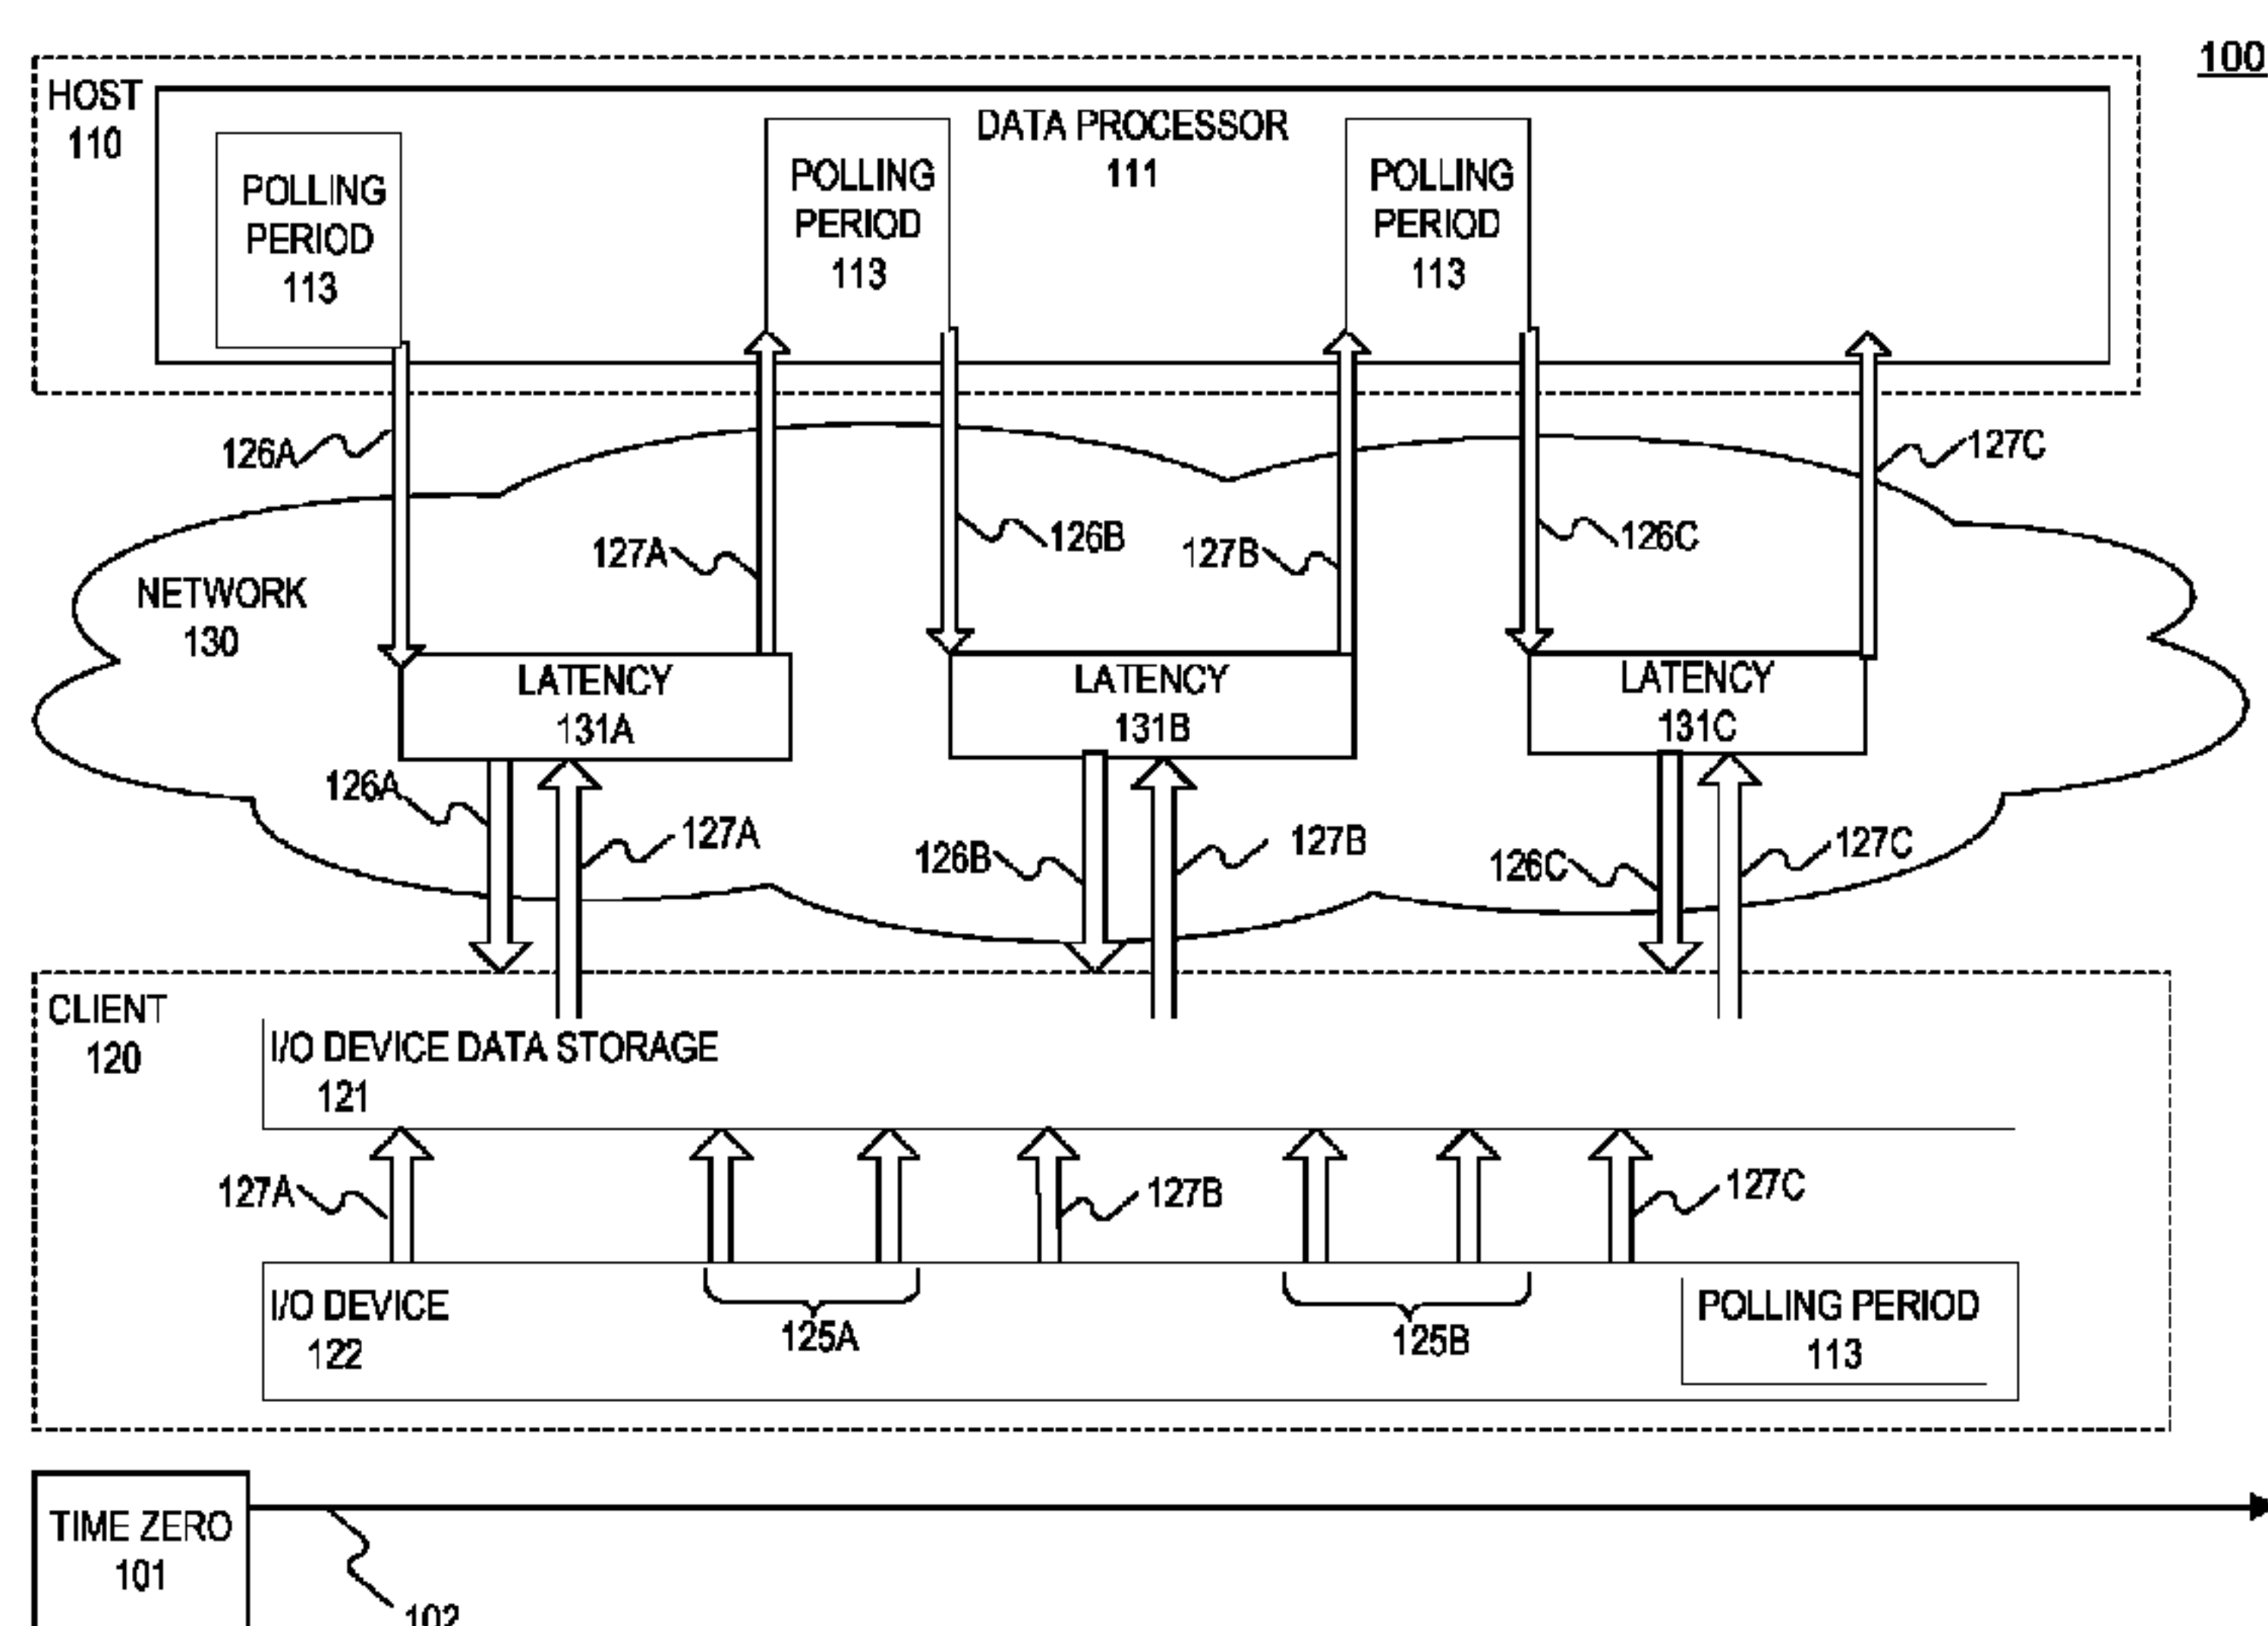 100
HOST
110
DATA PROCESSOR
111
POLLING
PERIOD
113
POLLING
PERIOD
113
POLLING
PERIOD
113
126A
127C
127A
126B
127B
126C
NETWORK
130
LATENCY
131A
LATENCY
131B
LATENCY
131C
126A
127A
126B
127B
126C
127C
CLIENT
120
I/O DEVICE DATA STORAGE
121
127A
127B
127C
I/O DEVICE
122
125A
125B
POLLING PERIOD
113
TIME ZERO
101
102